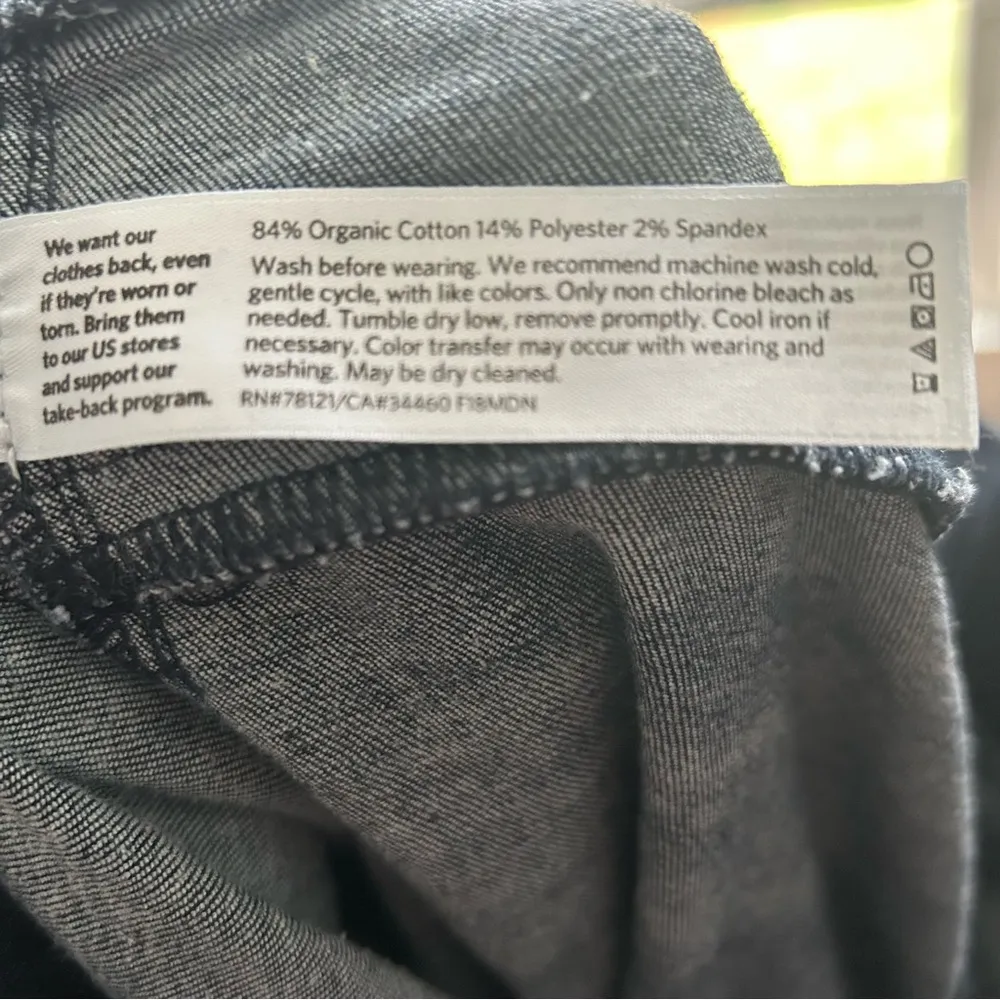 We want our
clothes back, even
if they're worn or
torn. Bring them
to our US stores
and support our
take-back program.
84% Organic Cotton 14% Polyester 2% Spandex
Wash before wearing. We recommend machine wash cold,
gentle cycle, with like colors. Only non chlorine bleach as
needed. Tumble dry low, remove promptly. Cool iron if
necessary. Color transfer may occur with wearing and
washing. May be dry cleaned.
RN#78121/CA#34460 F18MDN